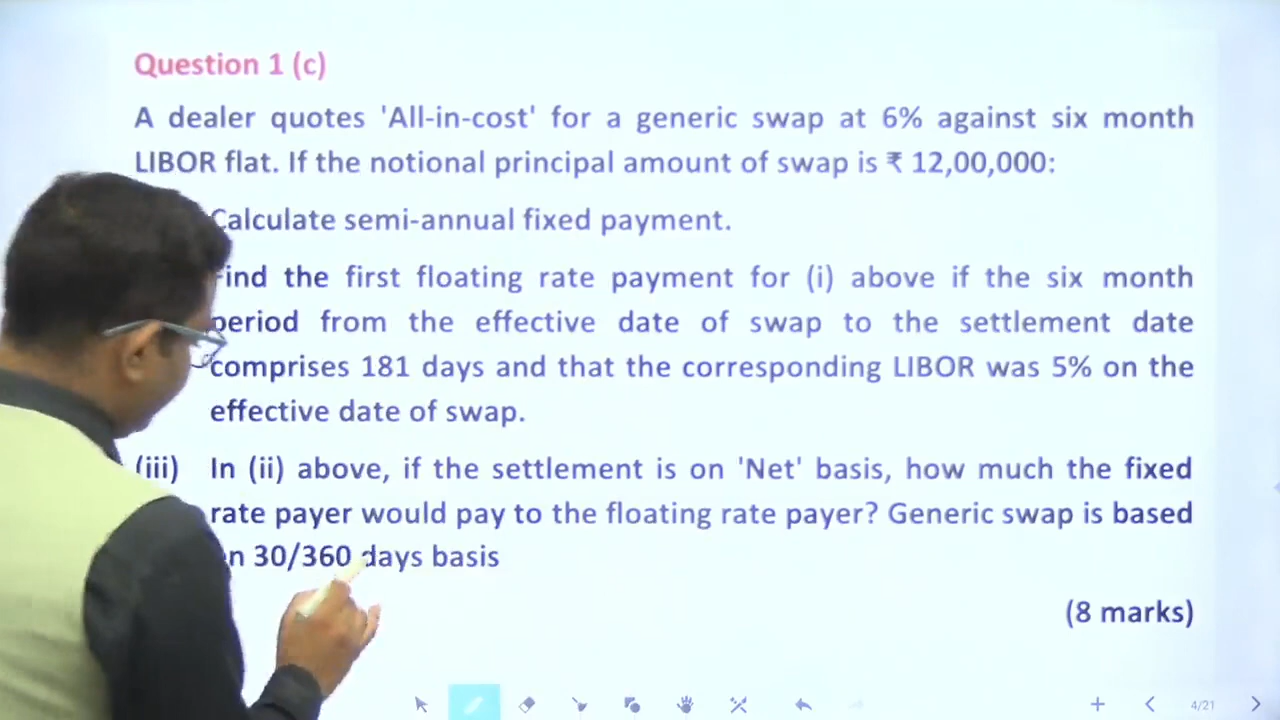 Question 1 (c)
A dealer quotes 'All-in-cost' for a generic swap at 6% against six month
LIBOR flat. If the notional principal amount of swap is ₹ 12,00,000:
Calculate semi-annual fixed payment.
Find the first floating rate payment for (i) above if the six month
period from the effective date of swap to the settlement date
comprises 181 days and that the corresponding LIBOR was 5% on the
effective date of swap.
(iii) In (ii) above, if the settlement is on 'Net' basis, how much the fixed
rate payer would pay to the floating rate payer? Generic swap is based
on 30/360 days basis
(8 marks)
4/21